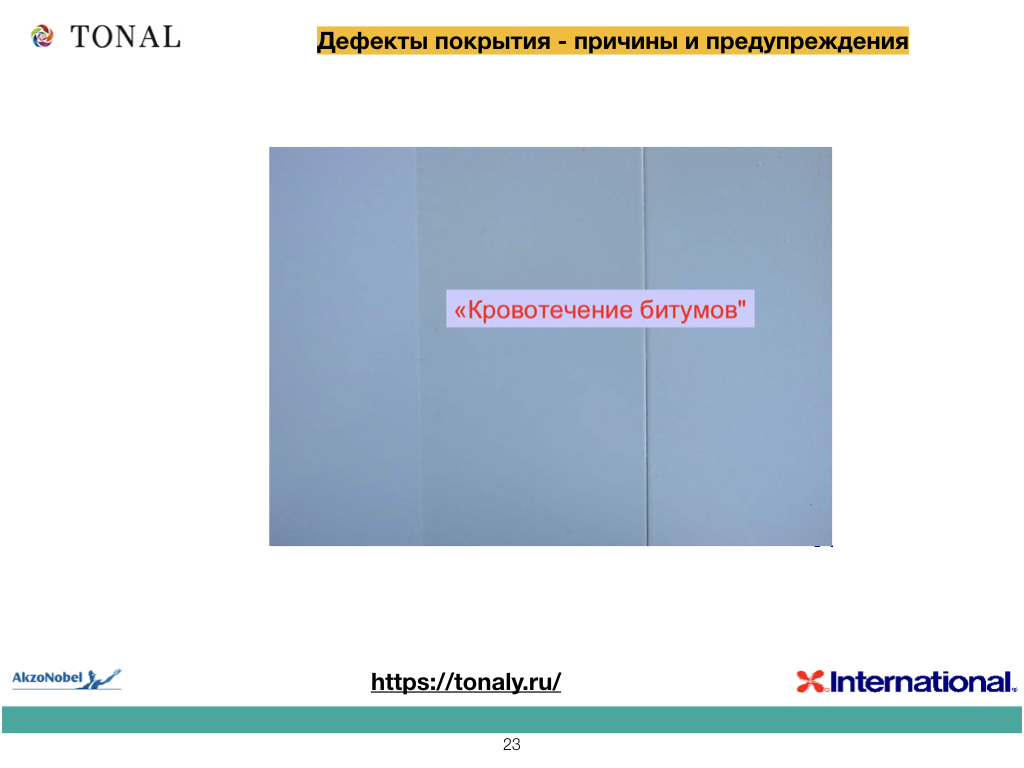 TONAL
Дефекты покрытия - причины и предупреждения
«Кровотечение битумов"
AkzoNobel
https://tonaly.ru/
International
23